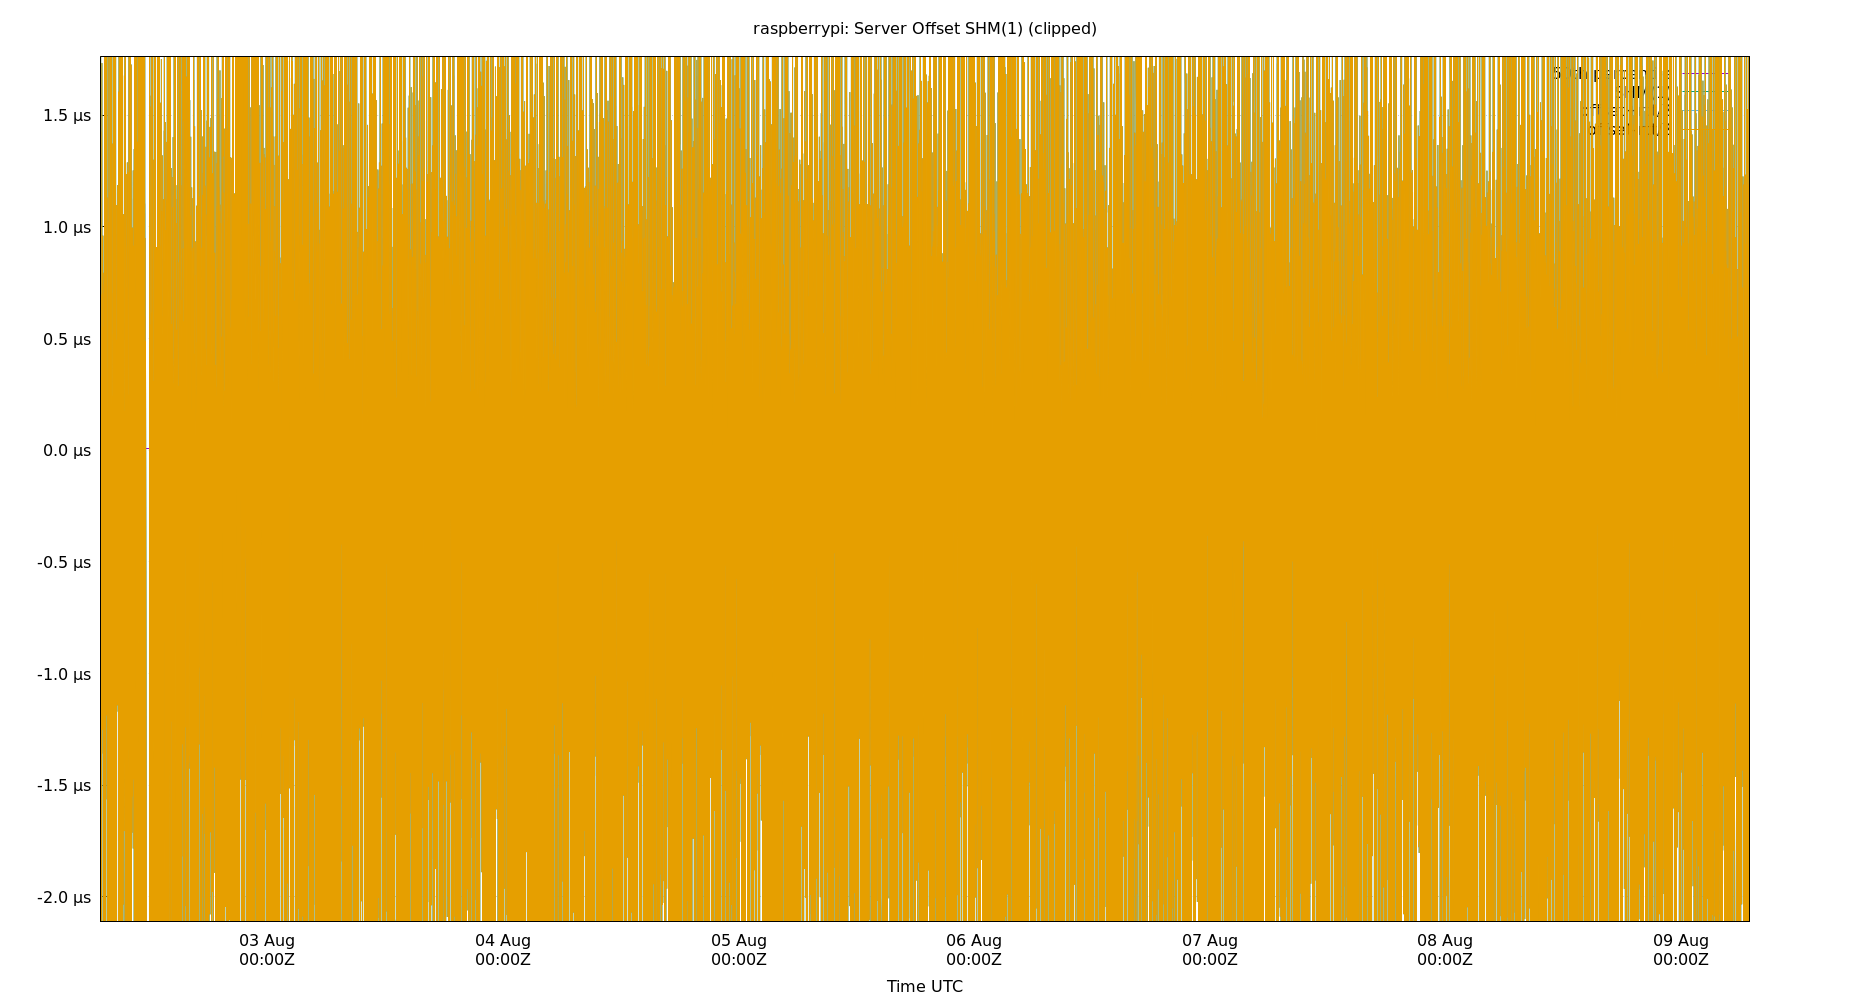 raspberrypi: Server Offset SHM(1) (clipped)
1.5 µs
1.0 µs
0.5 µs
0.0 µs
-0.5 µs
-1.0 µs
-1.5 µs
-2.0 µs
03 Aug 04 Aug 05 Aug 06 Aug 07 Aug 08 Aug 09 Aug
00:00Z 00:00Z 00:00Z 00:00Z 00:00Z 00:00Z 00:00Z
Time UTC